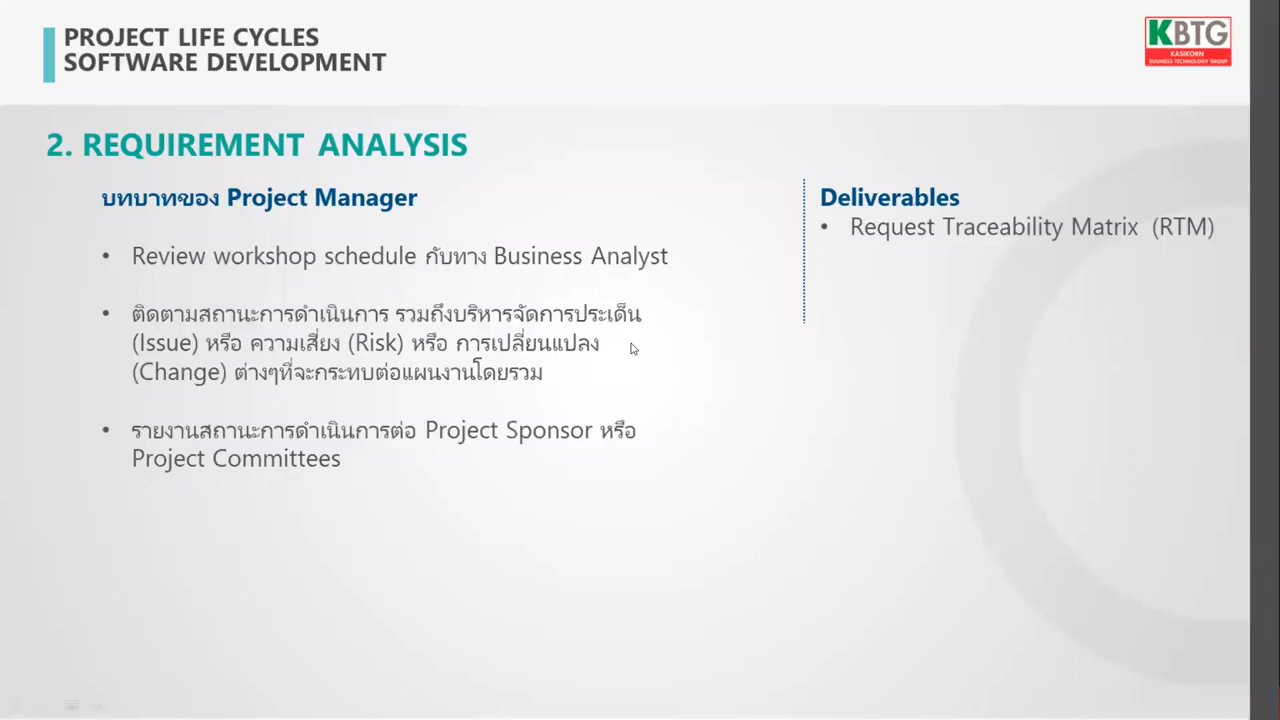 PROJECT LIFE CYCLES
SOFTWARE DEVELOPMENT
KBTG
KASIKORN
BUSINESS-TECHNOLOGY GROUP
2. REQUIREMENT ANALYSIS
บทบาทของ Project Manager
• Review workshop schedule กับทาง Business Analyst
• ติดตามสถานะการดำเนินการ รวมถึงบริหารจัดการประเด็น
(Issue) หรือ ความเสี่ยง (Risk) หรือ การเปลี่ยนแปลง
(Change) ต่างๆที่จะกระทบต่อแผนงานโดยรวม
• รายงานสถานะการดำเนินการต่อ Project Sponsor หรือ
Project Committees
Deliverables
• Request Traceability Matrix (RTM)